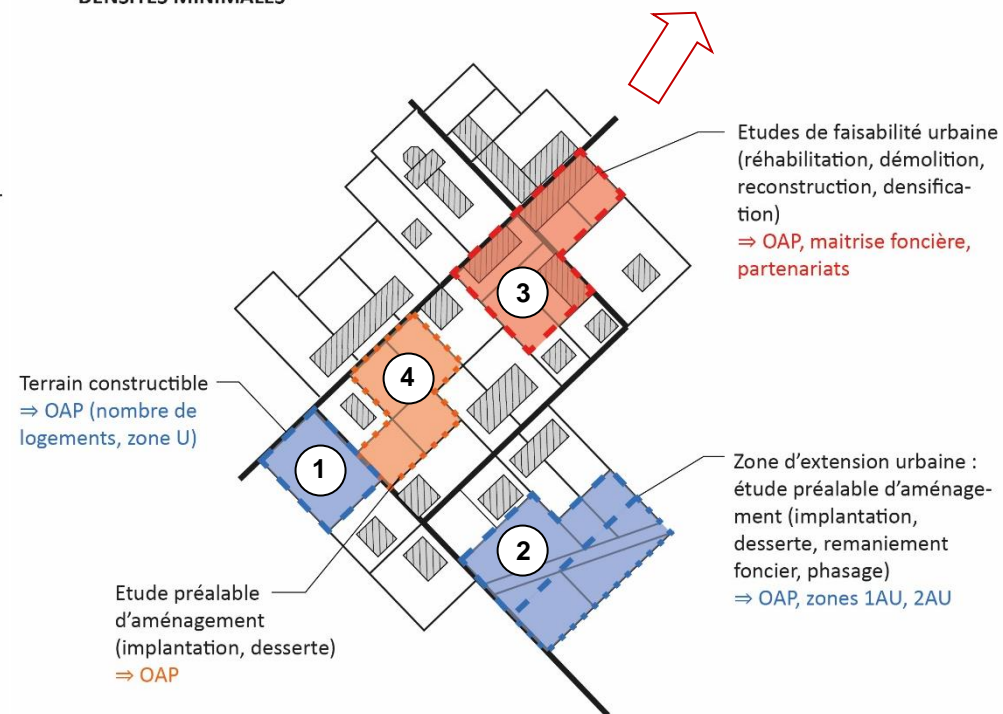 DENSITES MINIMALES
Etudes de faisabilité urbaine
(réhabilitation, démolition,
reconstruction, densifica-
tion)
⇒ OAP, maitrise foncière,
partenariats
3
4
Terrain constructible
⇒ OAP (nombre de
logements, zone U)
1
Zone d’extension urbaine :
étude préalable d’aménage-
ment (implantation,
desserte, remaniement
foncier, phasage)
⇒ OAP, zones 1AU, 2AU
2
Etude préalable
d’aménagement
(implantation, desserte)
⇒ OAP